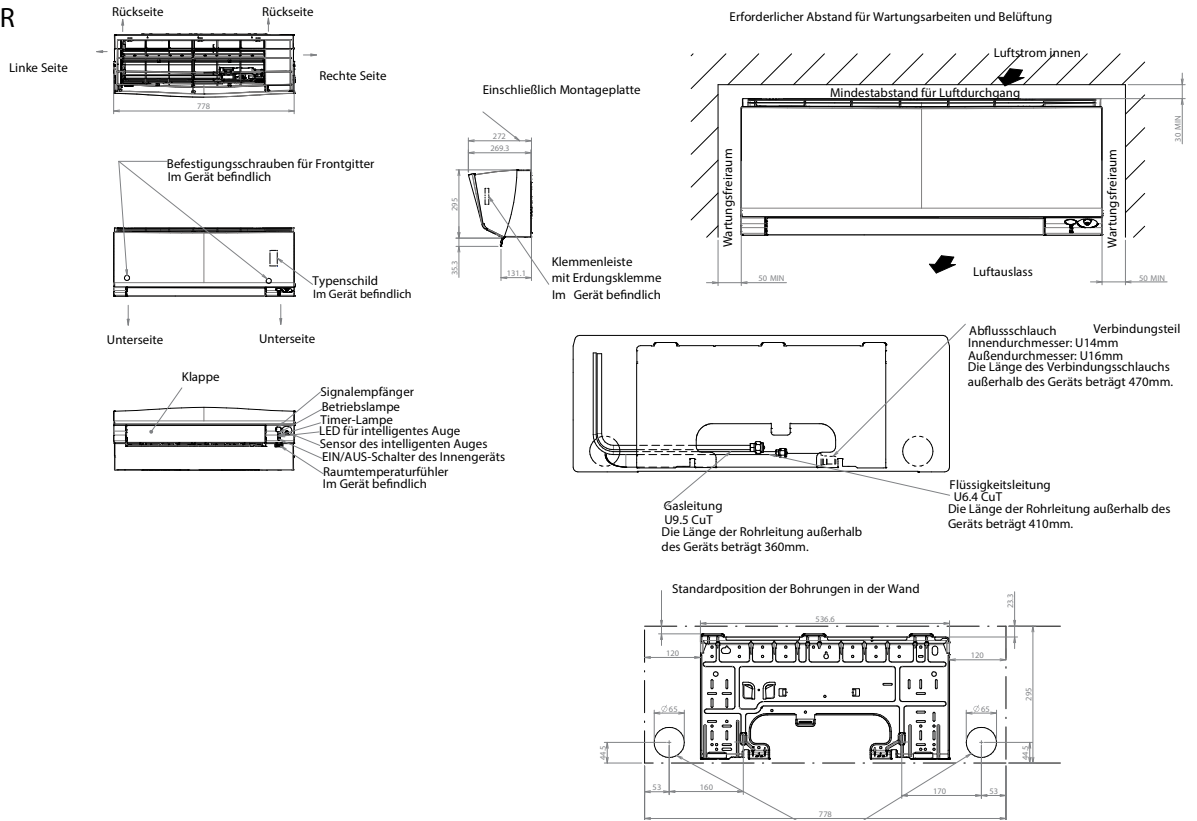 R
Rückseite
Rückseite
Linke Seite
Rechte Seite
778
Einschließlich Montageplatte
272
269.3
295
35.3
131.1
Klemmenleiste
mit Erdungsklemme
Im Gerät befindlich
Befestigungsschrauben für Frontgitter
Im Gerät befindlich
Typenschild
Im Gerät befindlich
Unterseite
Unterseite
Klappe
Signalempfänger
Betriebslampe
Timer-Lampe
LED für intelligentes Auge
Sensor des intelligenten Auges
EIN/AUS-Schalter des Innengeräts
Raumtemperaturfühler
Im Gerät befindlich
Erforderlicher Abstand für Wartungsarbeiten und Belüftung
Luftstrom innen
Mindestabstand für Luftdurchgang
30 MIN
Wartungsfreiraum
Wartungsfreiraum
Luftauslass
50 MIN
50 MIN
Abflussschlauch Verbindungsteil
Innendurchmesser: U14mm
Außendurchmesser: U16mm
Die Länge des Verbindungsschlauchs
außerhalb des Geräts beträgt 470mm.
Flüssigkeitsleitung
U6.4 CuT
Die Länge der Rohrleitung außerhalb des
Geräts beträgt 410mm.
Gasleitung
U9.5 CuT
Die Länge der Rohrleitung außerhalb
des Geräts beträgt 360mm.
Standardposition der Bohrungen in der Wand
536.6
23.3
120
120
295
∅65
∅65
44.5
44.5
53
160
170
53
778